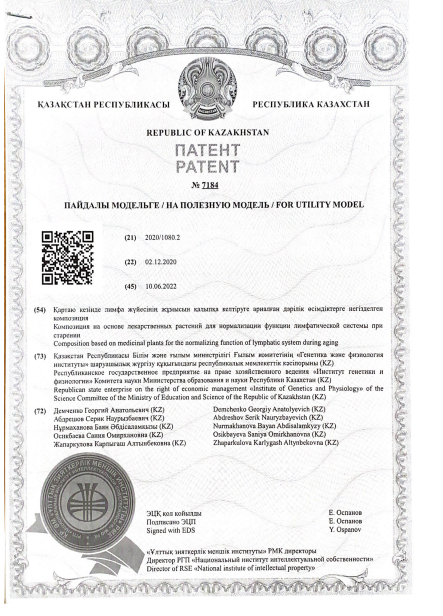 ҚАЗАҚСТАН РЕСПУБЛИКАСЫ РЕСПУБЛИКА КАЗАХСТАН
REPUBLIC OF KAZAKHSTAN
ПАТЕНТ
PATENT
№ 7184
ПАЙДАЛЫ МОДЕЛЬГЕ / НА ПОЛЕЗНУЮ МОДЕЛЬ / FOR UTILITY MODEL
(21) 2020/1080.2
(22) 02.12.2020
(45) 10.06.2022
(54) Қартаю кезінде лимфа жүйесінің жұмысын қалыпқа келтіруге арналған дәрілік өсімдіктерге негізделген
композиция
Композиция на основе лекарственных растений для нормализации функции лимфатической системы при
старении
Composition based on medicinal plants for the normalizing function of lymphatic system during aging
(73) Қазақстан Республикасы Білім және ғылым министрлігі Ғылым комитетінің «Генетика және физиология
институты» шаруашылық жүргізу құқығындағы республикалық мемлекеттік кәсіпорны (KZ)
Республиканское государственное предприятие на праве хозяйственного ведения «Институт генетики и
физиологии» Комитета науки Министерства образования и науки Республики Казахстан (KZ)
Republican state enterprise on the right of economic management «Institute of Genetics and Physiology» of the
Science Committee of the Ministry of Education and Science of the Republic of Kazakhstan (KZ)
(72) Демченко Георгий Анатольевич (KZ) Demchenko Georgiy Anatolyevich (KZ)
Абдрешов Серик Наурызбаевич (KZ) Abdreshov Serik Nauryzbayevich (KZ)
Нұрмаханова Баян Әбдісаламқызы (KZ) Nurmakhanova Bayan Abdisalamkyzy (KZ)
Осикбаева Сания Омирхановна (KZ) Osikbayeva Saniya Omirkhanovna (KZ)
Жапаркулова Карлыгаш Алтынбековна (KZ) Zhaparkulova Karlygash Altynbekovna (KZ)
ЭЦҚ қол қойылды Е. Оспанов
Подписано ЭЦП Е. Оспанов
Signed with EDS Y. Ospanov
«Ұлттық зияткерлік меншік институты» РМК директоры
Директор РГП «Национальный институт интеллектуальной собственности»
Director of RSE «National institute of intellectual property»